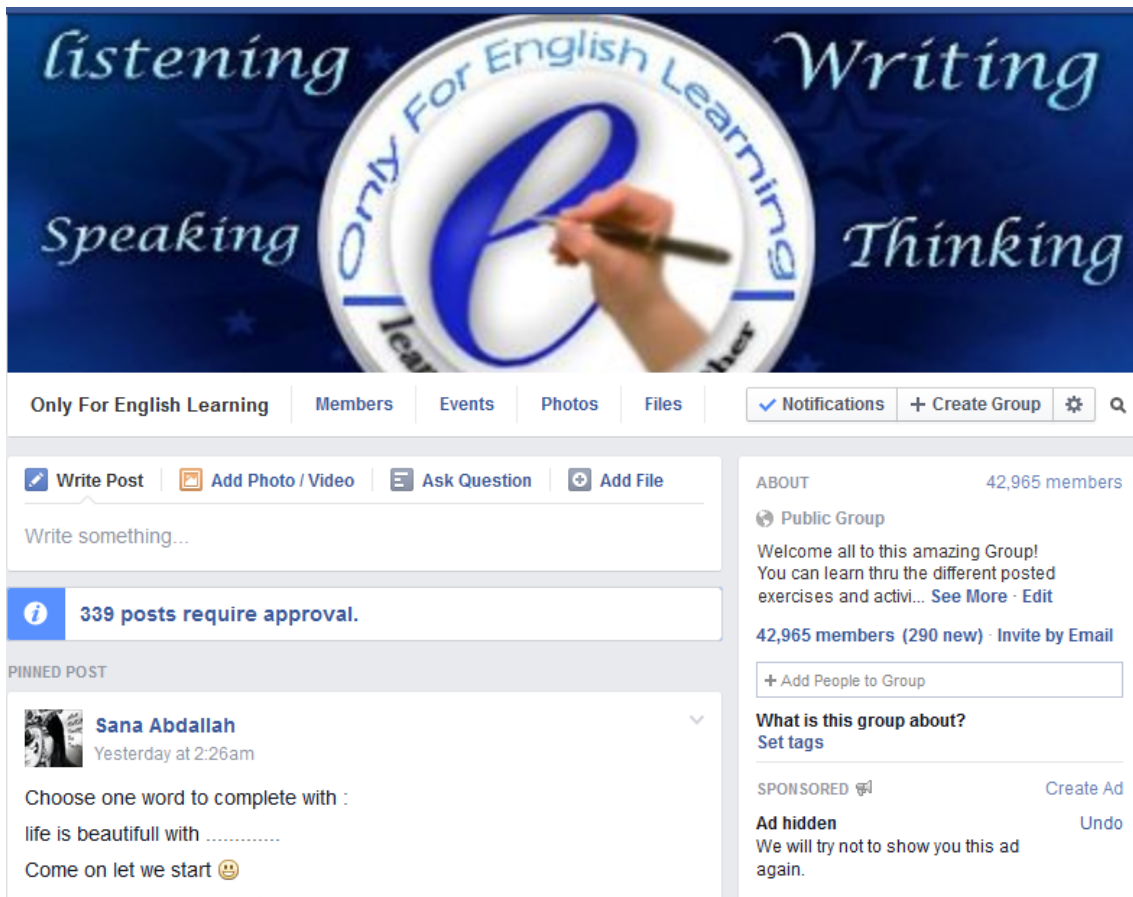 listening
Writing
Only For English Learning
Speaking
Thinking
Only For English Learning
Members
Events
Photos
Files
Notifications
+ Create Group
Write Post
Add Photo / Video
Ask Question
Add File
Write something...
339 posts require approval.
PINNED POST
Sana Abdallah
Yesterday at 2:26am
Choose one word to complete with :
life is beautifull with .............
Come on let we start
ABOUT
42,965 members
Public Group
Welcome all to this amazing Group!
You can learn thru the different posted
exercises and activi... See More · Edit
42,965 members (290 new) · Invite by Email
+ Add People to Group
What is this group about?
Set tags
SPONSORED
Create Ad
Ad hidden
Undo
We will try not to show you this ad
again.